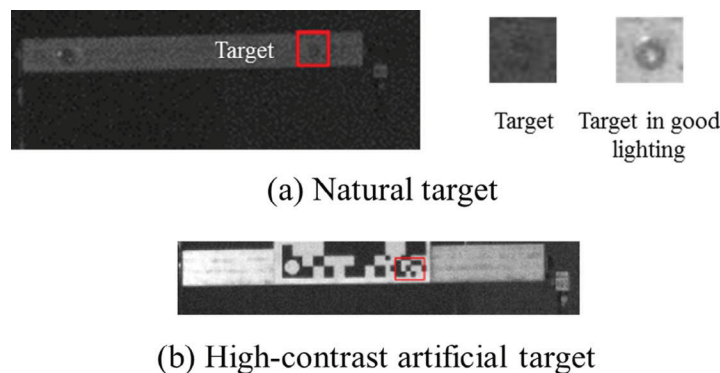 Target
Target
Target in good
lighting
(a) Natural target
(b) High-contrast artificial target